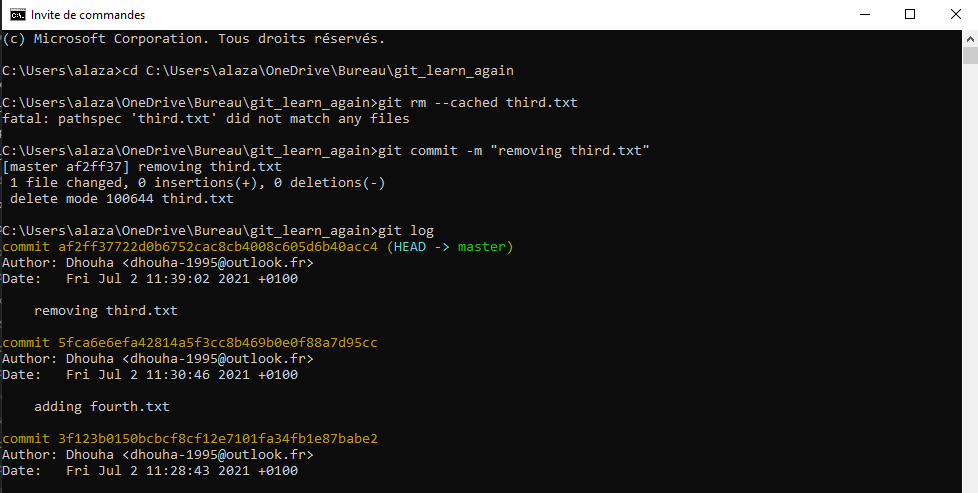 Invite de commandes
(c) Microsoft Corporation. Tous droits réservés.
C:\Users\alaza>cd C:\Users\alaza\OneDrive\Bureau\git_learn_again
C:\Users\alaza\OneDrive\Bureau\git_learn_again>git rm --cached third.txt
fatal: pathspec 'third.txt' did not match any files
C:\Users\alaza\OneDrive\Bureau\git_learn_again>git commit -m "removing third.txt"
[master af2ff37] removing third.txt
 1 file changed, 0 insertions(+), 0 deletions(-)
 delete mode 100644 third.txt
C:\Users\alaza\OneDrive\Bureau\git_learn_again>git log
commit af2ff37722d0b6752cac8cb4008c605d6b40acc4 (HEAD -> master)
Author: Dhouha <dhouha-1995@outlook.fr>
Date:   Fri Jul 2 11:39:02 2021 +0100
    removing third.txt
commit 5fca6e6efa42814a5f3cc8b469b0e0f88a7d95cc
Author: Dhouha <dhouha-1995@outlook.fr>
Date:   Fri Jul 2 11:30:46 2021 +0100
    adding fourth.txt
commit 3f123b0150bcbcf8cf12e7101fa34fb1e87babe2
Author: Dhouha <dhouha-1995@outlook.fr>
Date:   Fri Jul 2 11:28:43 2021 +0100